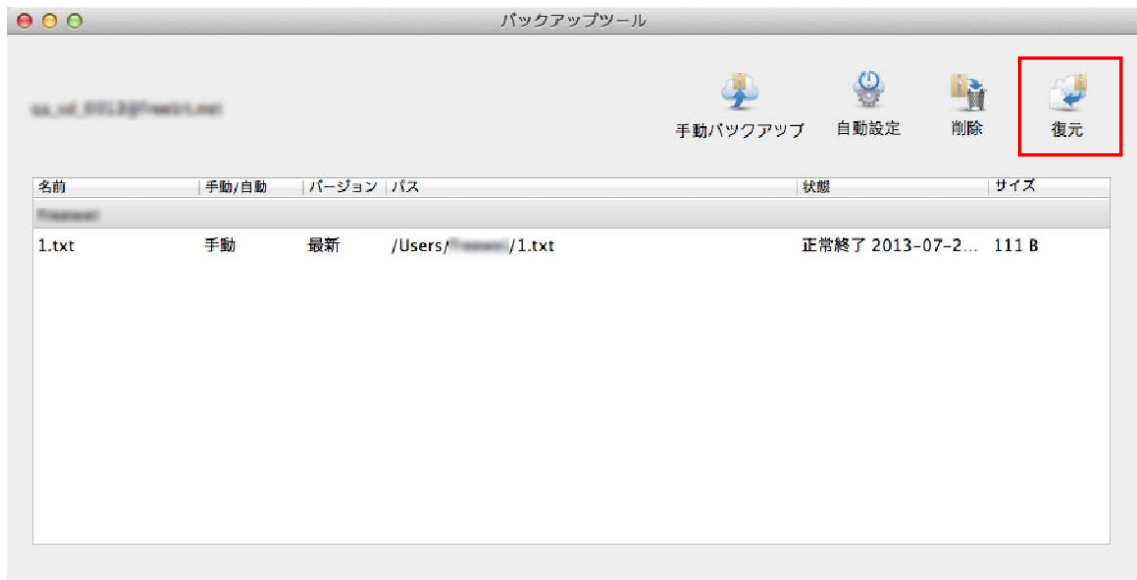 バックアップツール
手動バックアップ 自動設定 削除 復元
名前 手動/自動 バージョン パス 状態 サイズ
1.txt 手動 最新 /Users/ /1.txt 正常終了 2013-07-2... 111 B